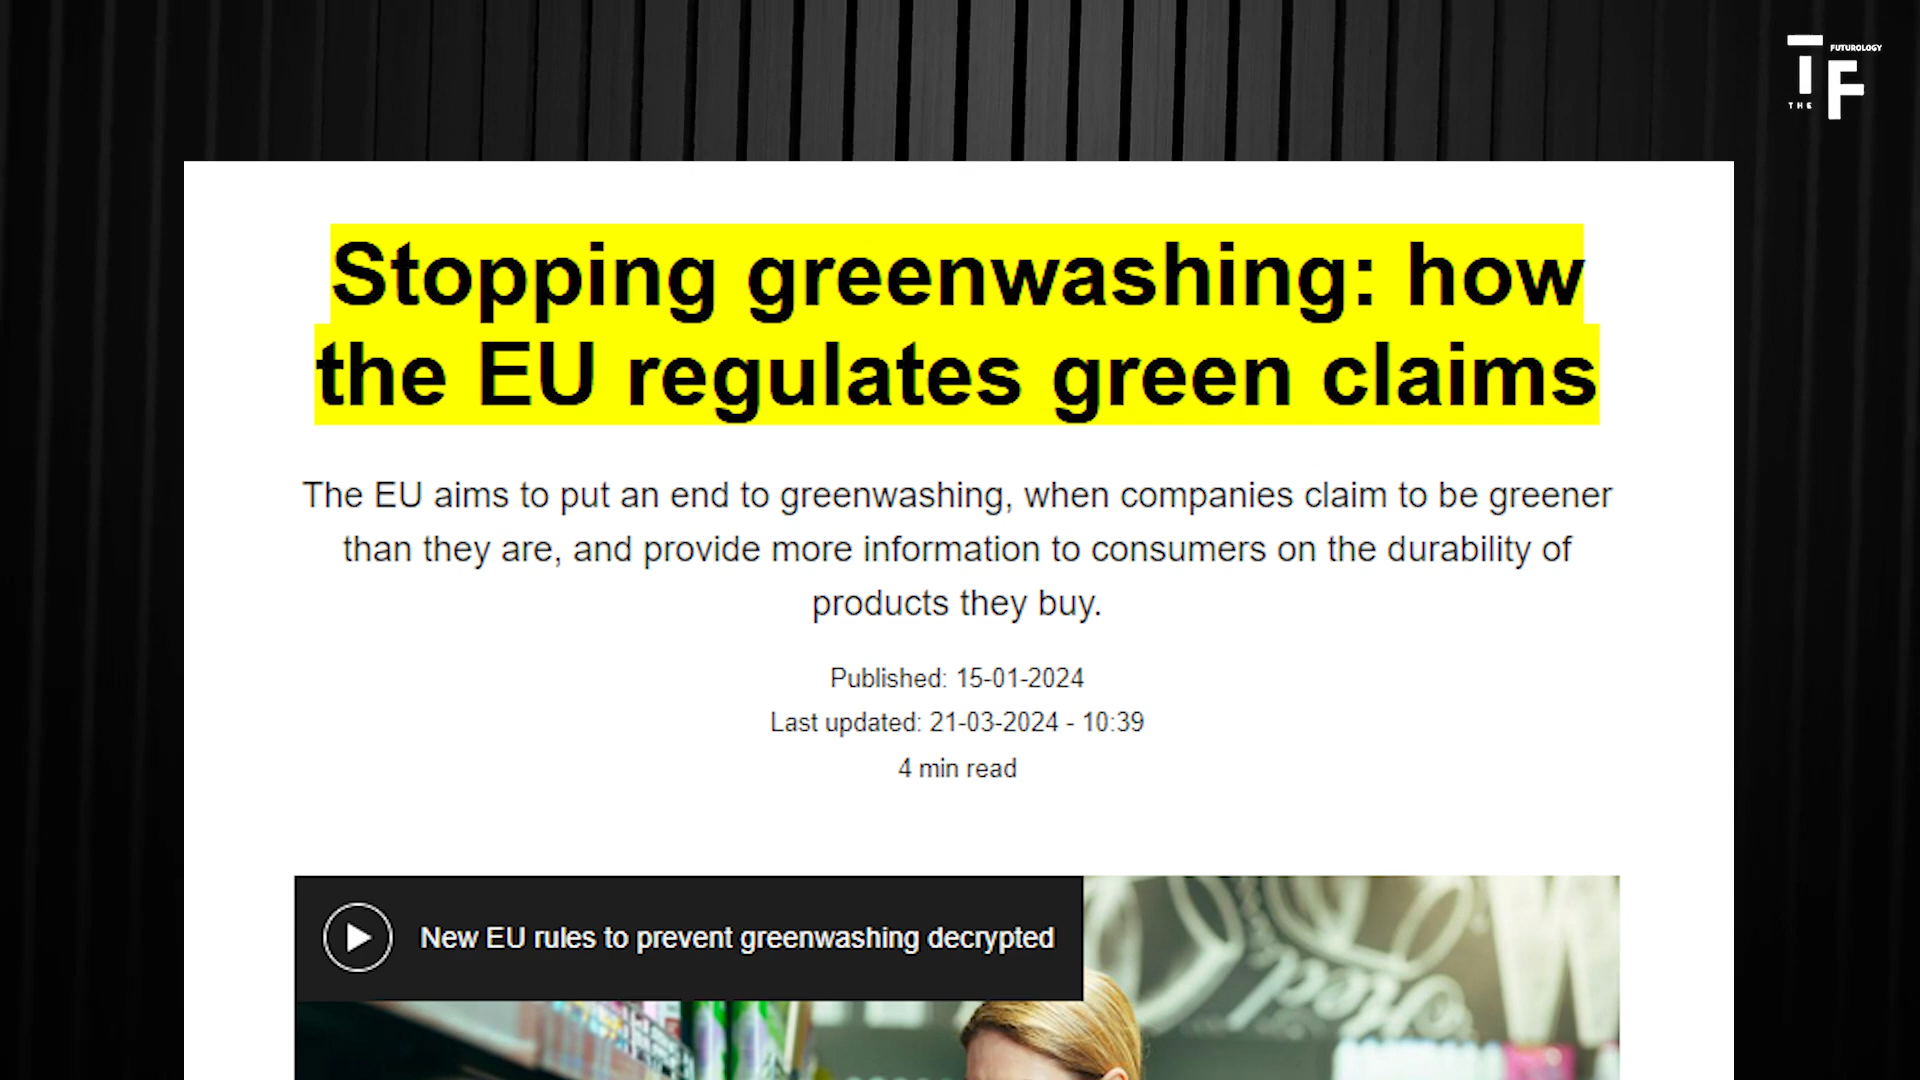 FUTUROLOGY
TF
THE
Stopping greenwashing: how
the EU regulates green claims
The EU aims to put an end to greenwashing, when companies claim to be greener
than they are, and provide more information to consumers on the durability of
products they buy.
Published: 15-01-2024
Last updated: 21-03-2024 - 10:39
4 min read
New EU rules to prevent greenwashing decrypted